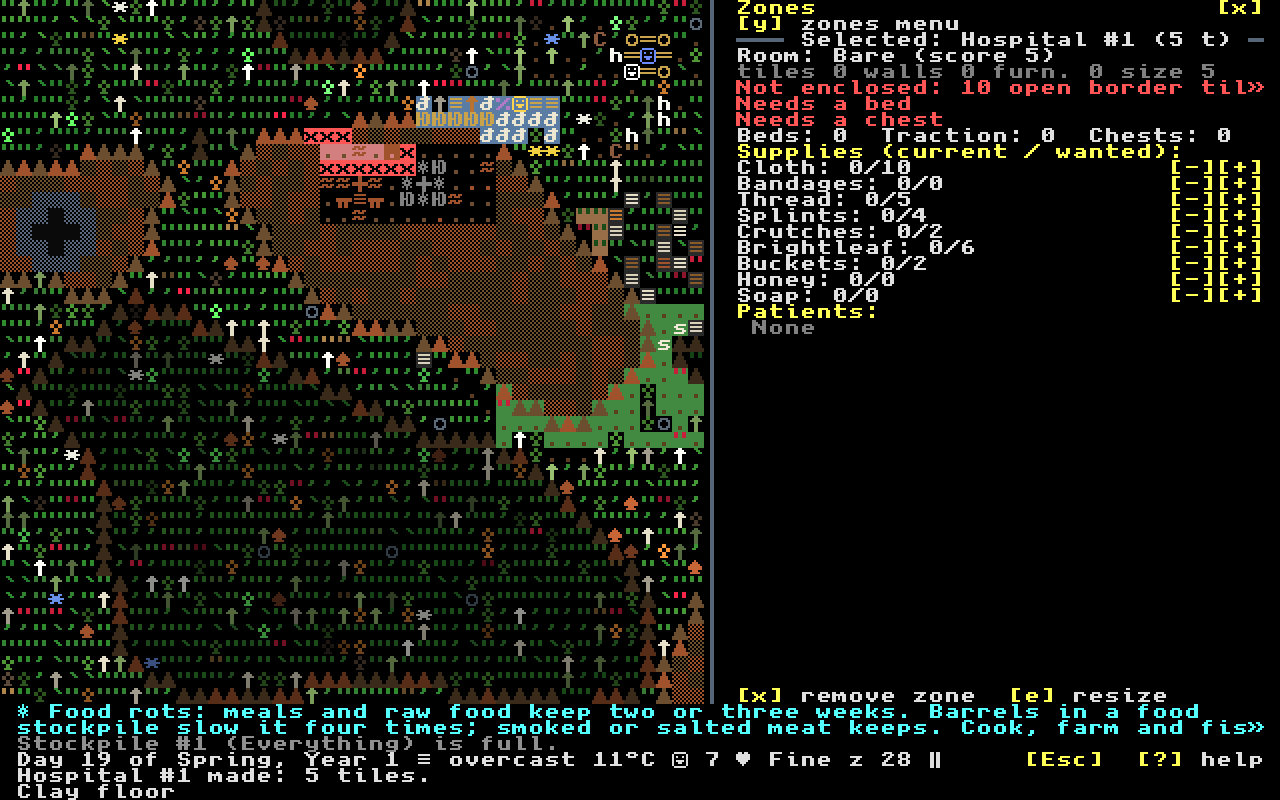 Zones [x]
[y] zones menu
Selected: Hospital #1 (5 t)
Room: Bare (score 5)
tiles 0 walls 0 furn. 0 size 5
Not enclosed: 10 open border til»
Needs a bed
Needs a chest
Beds: 0 Traction: 0 Chests: 0
Supplies (current / wanted):
Cloth: 0/10 [-][+]
Bandages: 0/0 [-][+]
Thread: 0/5 [-][+]
Splints: 0/4 [-][+]
Crutches: 0/2 [-][+]
Brightleaf: 0/6 [-][+]
Buckets: 0/2 [-][+]
Honey: 0/0 [-][+]
Soap: 0/0 [-][+]
Patients:
None
[x] remove zone [e] resize
* Food rots: meals and raw food keep two or three weeks. Barrels in a food
stockpile slow it four times; smoked or salted meat keeps. Cook, farm and fis»
Stockpile #1 (Everything) is full.
Day 19 of Spring, Year 1 ≡ overcast 11°C ☺ 7 ♥ Fine z 28 ‖ [Esc] [?] help
Hospital #1 made: 5 tiles.
Clay floor